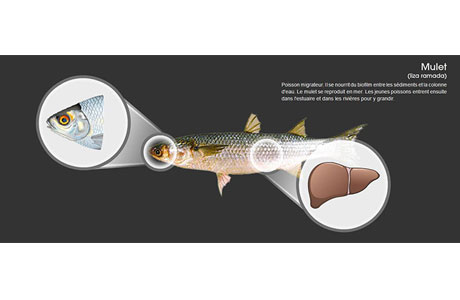 Mulet
(liza ramada)
Poisson migrateur. Il se nourrit du biofilm entre les sédiments et la colonne
d'eau. Le mulet se reproduit en mer. Les jeunes poissons entrent ensuite
dans l'estuaire et dans les rivières pour y grandir.